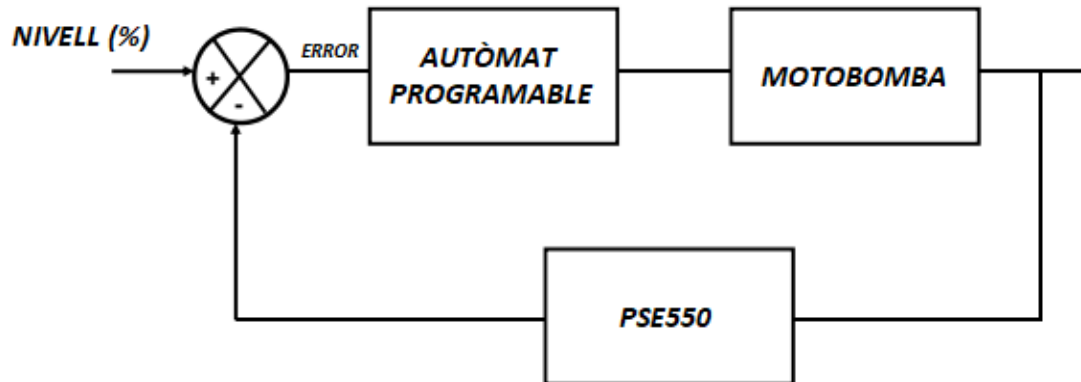 NIVELL (%)
ERROR
+
-
AUTÒMAT
PROGRAMABLE
MOTOBOMBA
PSE550